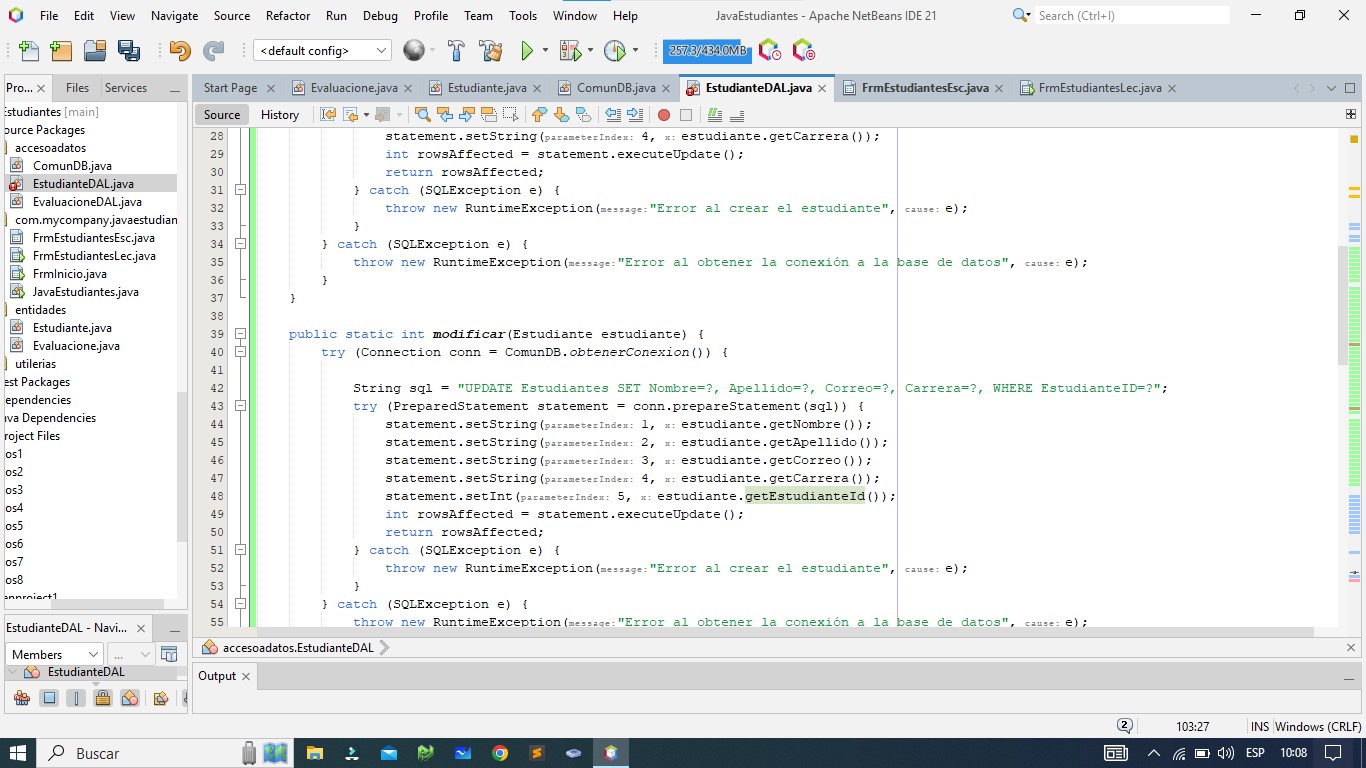 File Edit View Navigate Source Refactor Run Debug Profile Team Tools Window Help JavaEstudiantes - Apache NetBeans IDE 21 Search (Ctrl+I)
<default config> 257.3/434.0MB
Pro... Files Services Start Page Evaluacione.java Estudiante.java ComunDB.java EstudianteDAL.java FrmEstudiantesEsc.java FrmEstudiantesLec.java
Source History
Estudiantes [main]
ource Packages
accesoadatos
ComunDB.java
EstudianteDAL.java
EvaluacioneDAL.java
com.mycompany.javaestudian
FrmEstudiantesEsc.java
FrmEstudiantesLec.java
FrmInicio.java
JavaEstudiantes.java
entidades
Estudiante.java
Evaluacione.java
utilerias
est Packages
ependencies
ava Dependencies
roject Files
os1
os2
os3
os4
os5
os6
os7
os8
28 statement.setString(parameterIndex: 4, x: estudiante.getCarrera());
29 int rowsAffected = statement.executeUpdate();
30 return rowsAffected;
31 } catch (SQLException e) {
32 throw new RuntimeException(message:"Error al crear el estudiante", cause: e);
33 }
34 } catch (SQLException e) {
35 throw new RuntimeException(message:"Error al obtener la conexión a la base de datos", cause: e);
36 }
37 }
38
39 public static int modificar(Estudiante estudiante) {
40 try (Connection conn = ComunDB.obtenerConexion()) {
41
42 String sql = "UPDATE Estudiantes SET Nombre=?, Apellido=?, Correo=?, Carrera=?, WHERE EstudianteID=?";
43 try (PreparedStatement statement = conn.prepareStatement(sql)) {
44 statement.setString(parameterIndex: 1, x: estudiante.getNombre());
45 statement.setString(parameterIndex: 2, x: estudiante.getApellido());
46 statement.setString(parameterIndex: 3, x: estudiante.getCorreo());
47 statement.setString(parameterIndex: 4, x: estudiante.getCarrera());
48 statement.setInt(parameterIndex: 5, x: estudiante.getEstudianteId());
49 int rowsAffected = statement.executeUpdate();
50 return rowsAffected;
51 } catch (SQLException e) {
52 throw new RuntimeException(message:"Error al crear el estudiante", cause: e);
53 }
54 } catch (SQLException e) {
55 throw new RuntimeException(message:"Error al obtener la conexión a la base de datos", cause: e);
EstudianteDAL - Navi...
Members ...
EstudianteDAL
accesoadatos.EstudianteDAL
Output
2 103:27 INS Windows (CRLF)
Buscar ESP 10:08